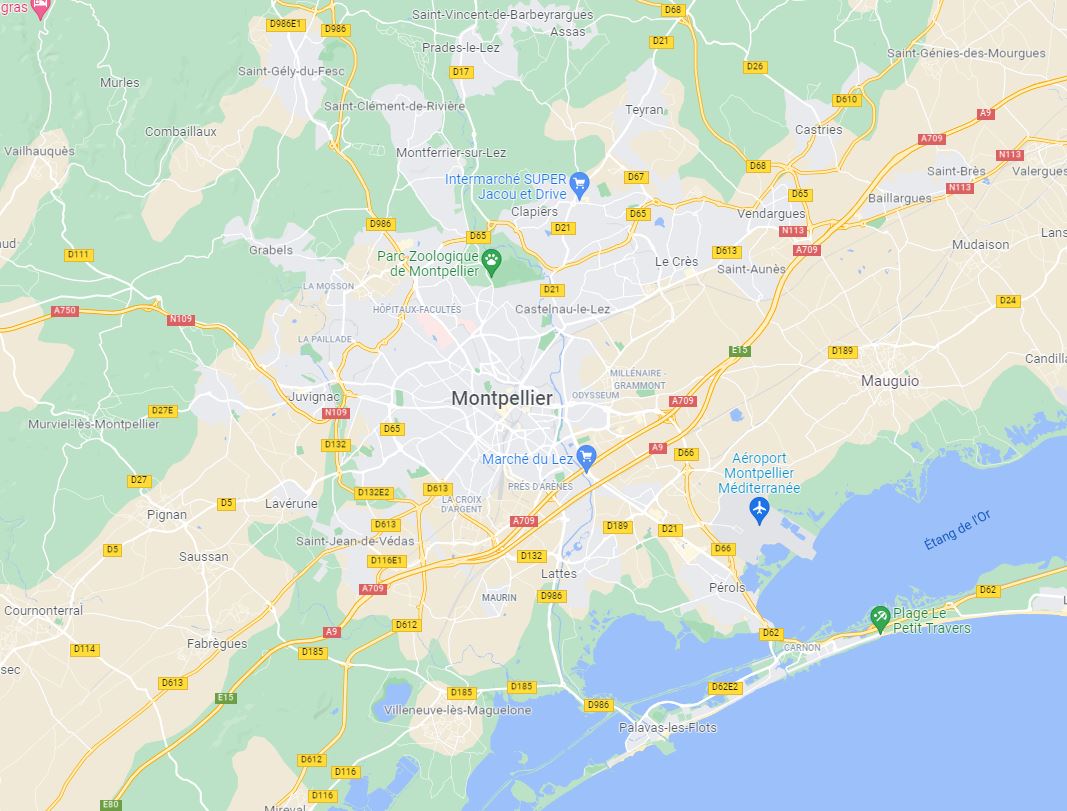 gras
D986E1
D986
Saint-Vincent-de-Barbeyrargues
Assas
D68
D21
Prades-le-Lez
Saint-Génies-des-Mourgues
D17
Saint-Gély-du-Fesc
D26
Murles
Saint-Clément-de-Rivière
Teyran
D610
A9
Combaillaux
Castries
A709
Vailhauquès
Montferrier-sur-Lez
N113
D68
Saint-Brès
Valergues
Intermarché SUPER
Jacou et Drive
D67
N113
D65
Baillargues
Clapiers
D65
Vendargues
D986
D21
N113
Lans
D65
aud
D111
Grabels
Parc Zoologique
de Montpellier
D613
A709
Mudaison
Le Crès
Saint-Aunès
LA MOSSON
D21
D24
A750
N109
HÔPITAUX-FACULTÉS
Castelnau-le-Lez
LA PAILLADE
E15
D189
Candilla
MILLÉNAIRE -
GRAMMONT
Mauguio
Juvignac
Montpellier
ODYSSEUM
A709
D27E
N109
Murviel-lès-Montpellier
D65
D132
A9
D66
Marché du Lez
Aéroport
Montpellier
Méditerranée
D27
D132E2
D613
PRÉS D'ARÈNES
D5
Lavérune
LA CROIX
D'ARGENT
Pignan
D613
A709
D189
D21
Étang de l'Or
Saint-Jean-de-Védas
D5
Saussan
D116E1
D132
D66
Lattes
A709
Pérols
D62
MAURIN
D986
Cournonterral
Plage Le
Petit Travers
A9
D612
D62
Fabrègues
D114
D185
CARNON
sec
D613
E15
D185
D185
D62E2
Villeneuve-lès-Maguelone
D986
Palavas-les-Flots
D612
D116
D116
E80
Mireval